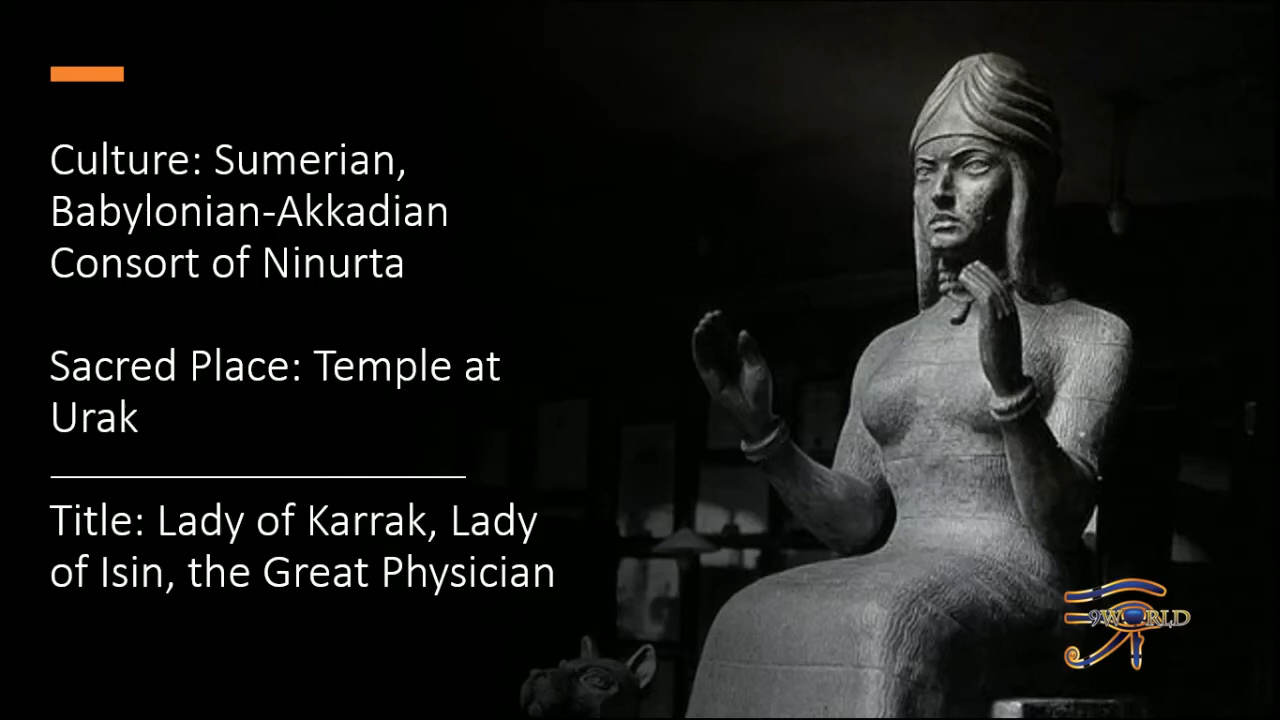 Culture: Sumerian,
Babylonian-Akkadian
Consort of Ninurta
Sacred Place: Temple at
Urak
Title: Lady of Karrak, Lady
of Isin, the Great Physician
9WORLD